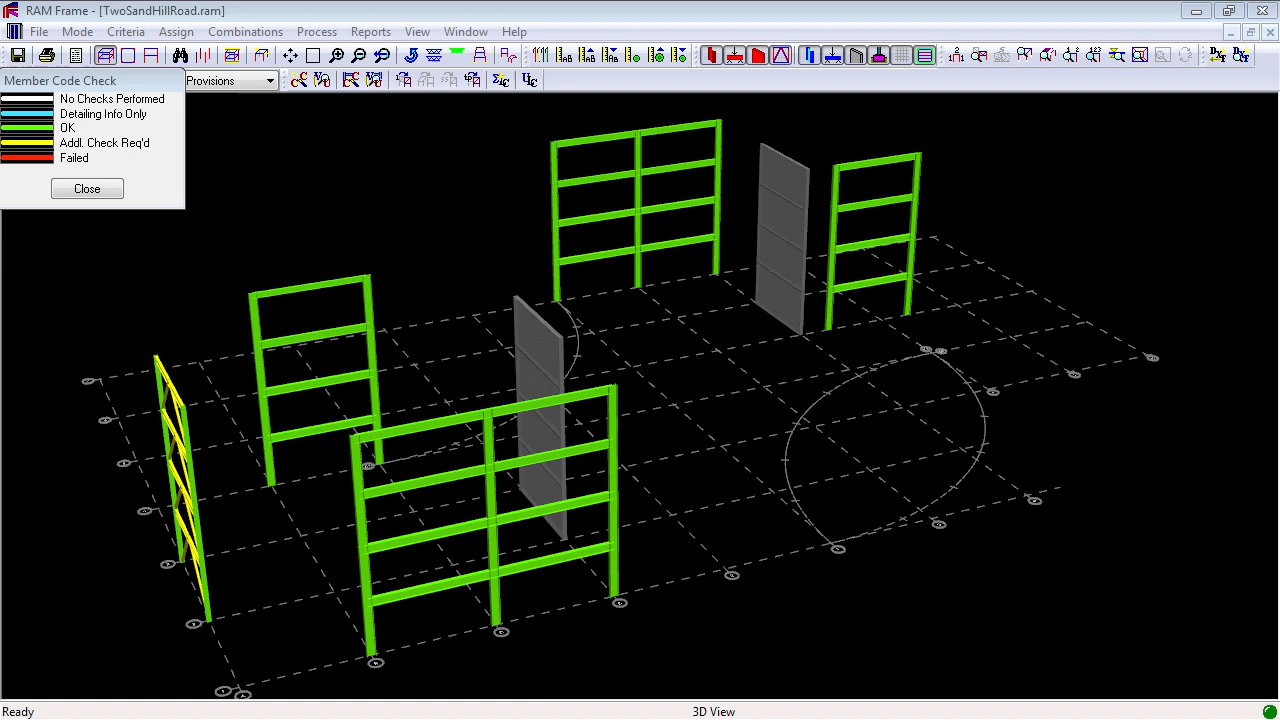 RAM Frame - [TwoSandHillRoad.ram]
File Mode Criteria Assign Combinations Process Reports View Window Help
Member Code Check
Provisions
No Checks Performed
Detailing Info Only
OK
Addl. Check Req'd
Failed
Close
Ready
3D View